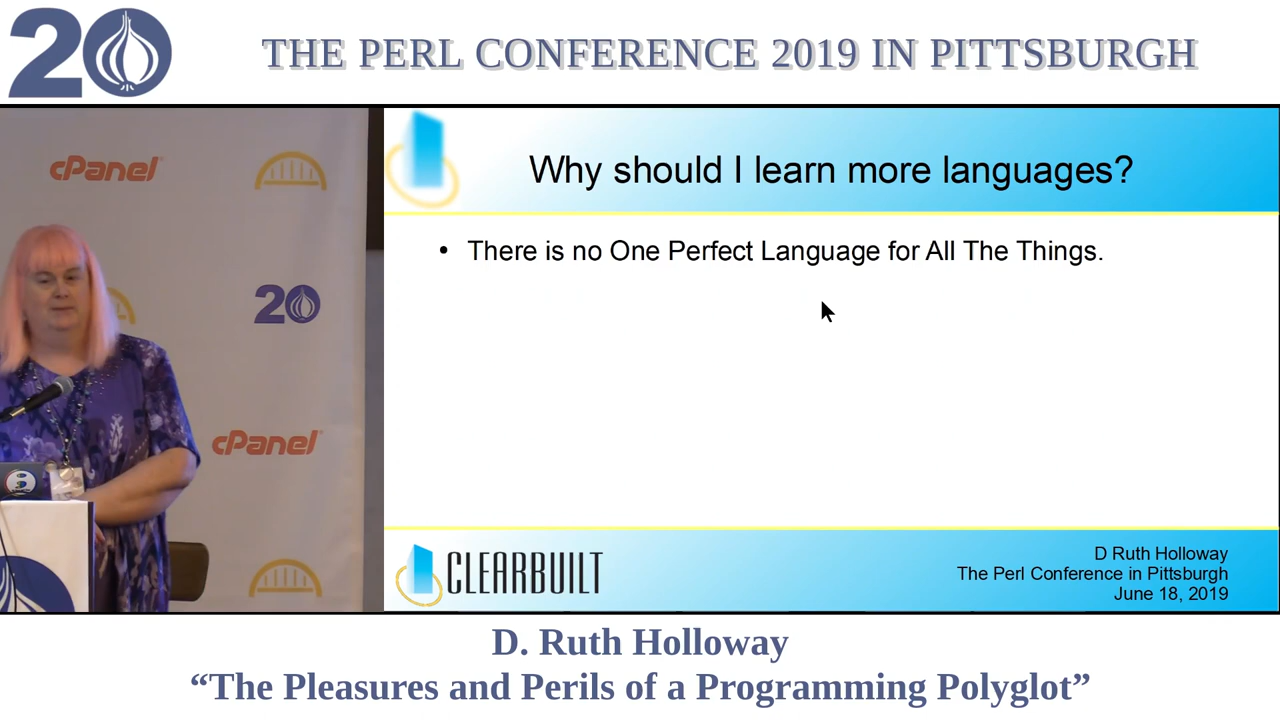 20
THE PERL CONFERENCE 2019 IN PITTSBURGH
cPanel
20
cPanel
Why should I learn more languages?
• There is no One Perfect Language for All The Things.
CLEARBUILT
D Ruth Holloway
The Perl Conference in Pittsburgh
June 18, 2019
D. Ruth Holloway
“The Pleasures and Perils of a Programming Polyglot”